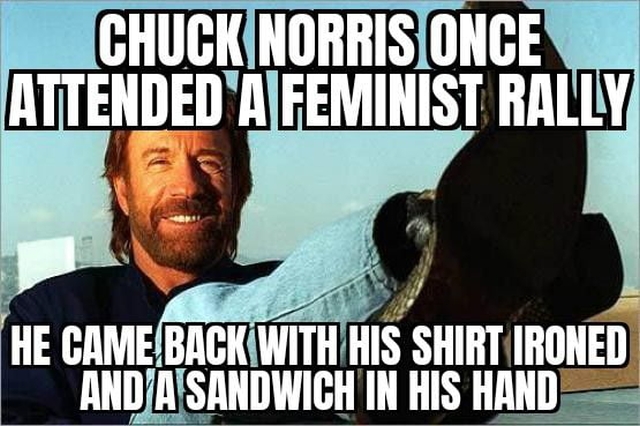 CHUCK NORRIS ONCE
ATTENDED A FEMINIST RALLY
HE CAME BACK WITH HIS SHIRT IRONED
AND A SANDWICH IN HIS HAND